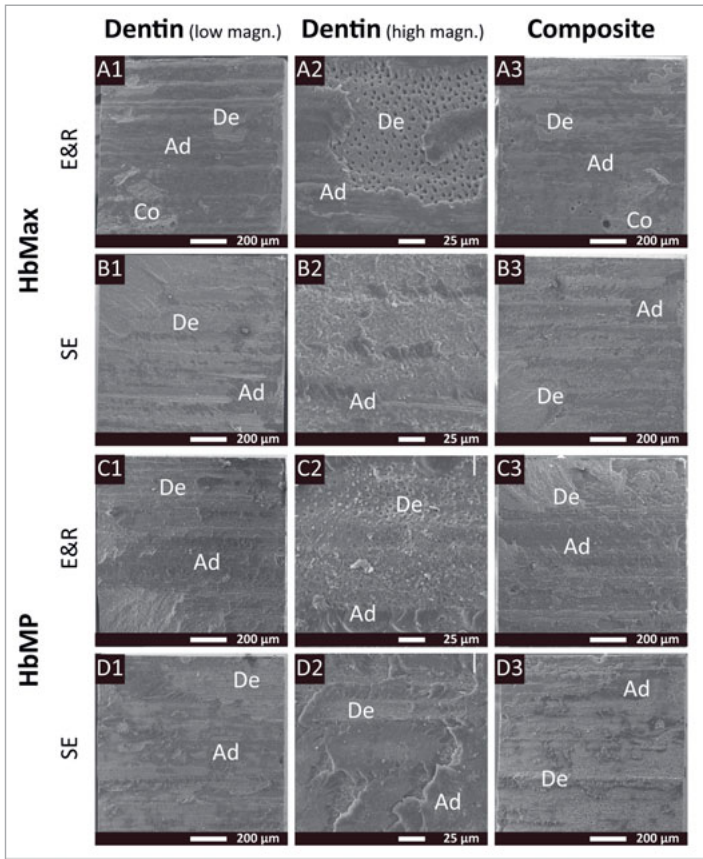 Dentin (low magn.) Dentin (high magn.) Composite
HbMax
E&R
A1 De Ad Co 200 µm
A2 De Ad 25 µm
A3 De Ad Co 200 µm
SE
B1 De Ad 200 µm
B2 Ad 25 µm
B3 Ad De 200 µm
HbMP
E&R
C1 De Ad 200 µm
C2 De Ad 25 µm
C3 De Ad 200 µm
SE
D1 De Ad 200 µm
D2 De Ad 25 µm
D3 Ad De 200 µm